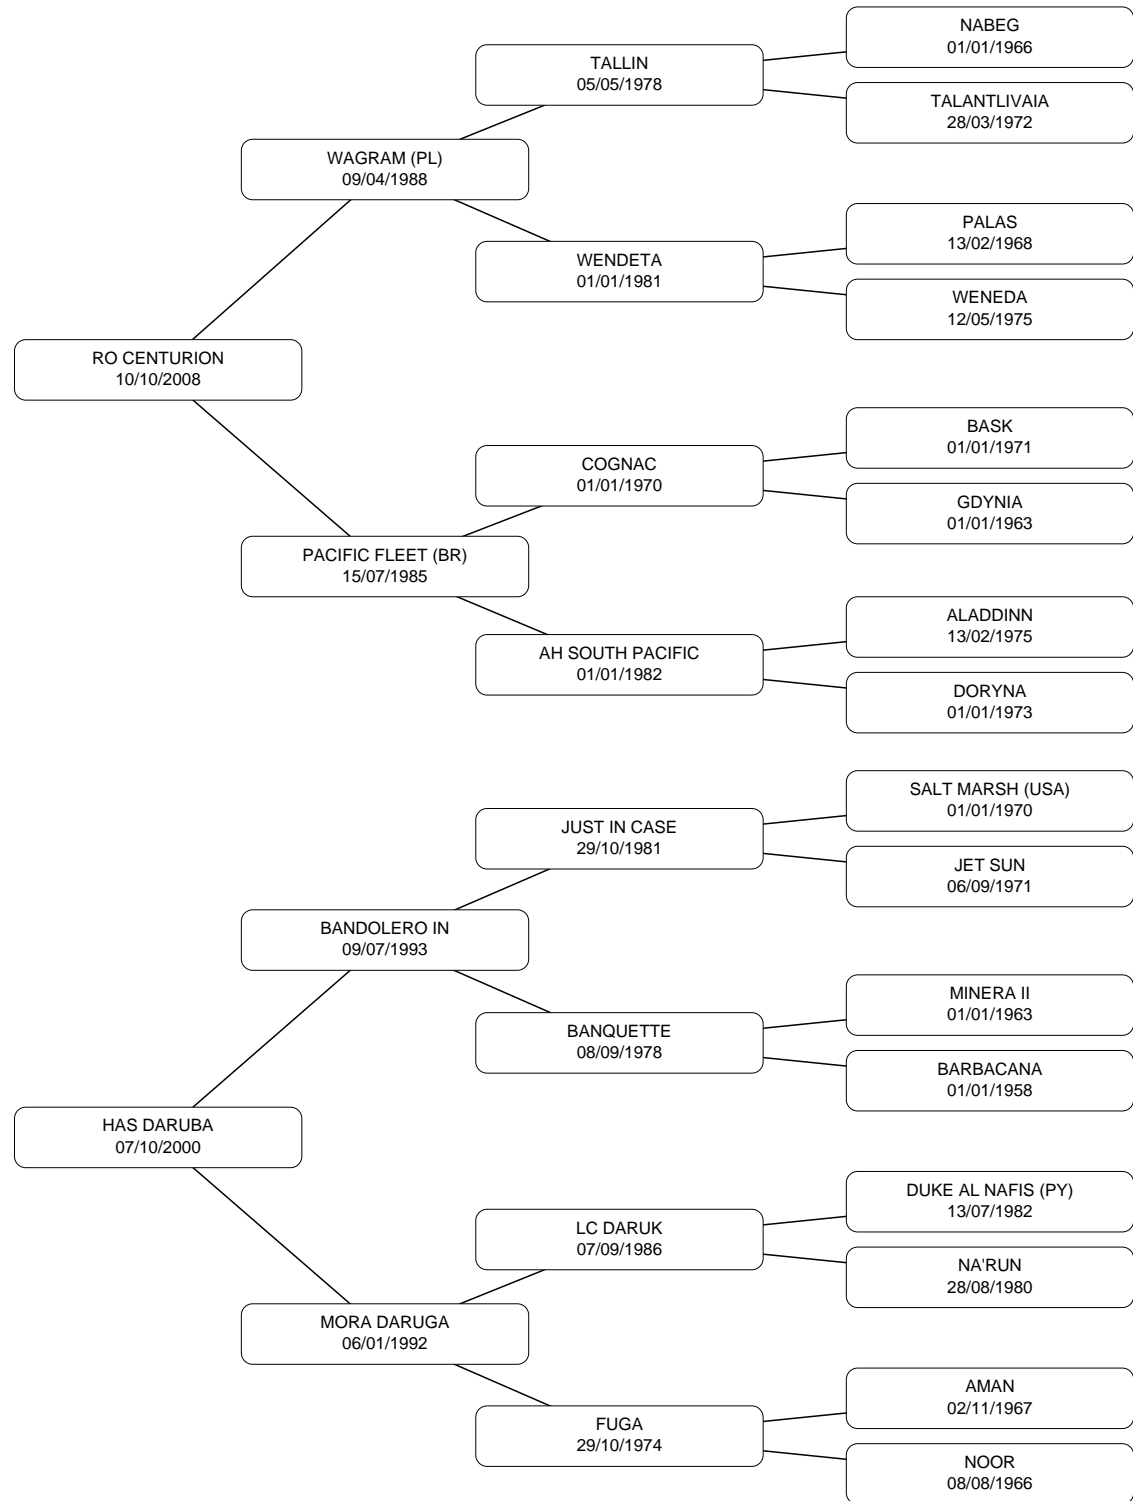 NABEG
01/01/1966
TALLIN
05/05/1978
TALANTLIVAIA
28/03/1972
WAGRAM (PL)
09/04/1988
PALAS
13/02/1968
WENDETA
01/01/1981
WENEDA
12/05/1975
RO CENTURION
10/10/2008
BASK
01/01/1971
COGNAC
01/01/1970
GDYNIA
01/01/1963
PACIFIC FLEET (BR)
15/07/1985
ALADDINN
13/02/1975
AH SOUTH PACIFIC
01/01/1982
DORYNA
01/01/1973
SALT MARSH (USA)
01/01/1970
JUST IN CASE
29/10/1981
JET SUN
06/09/1971
BANDOLERO IN
09/07/1993
MINERA II
01/01/1963
BANQUETTE
08/09/1978
BARBACANA
01/01/1958
HAS DARUBA
07/10/2000
DUKE AL NAFIS (PY)
13/07/1982
LC DARUK
07/09/1986
NA'RUN
28/08/1980
MORA DARUGA
06/01/1992
AMAN
02/11/1967
FUGA
29/10/1974
NOOR
08/08/1966